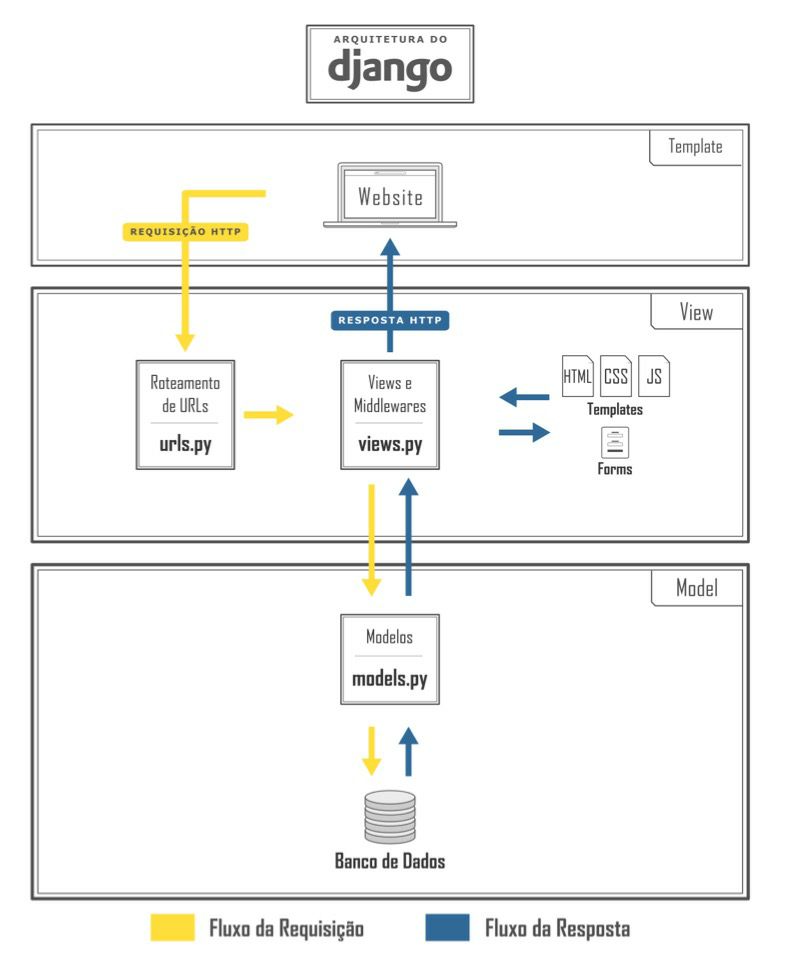 ARQUITETURA DO
django
Template
Website
REQUISIÇÃO HTTP
View
RESPOSTA HTTP
Roteamento
de URLs
urls.py
Views e
Middlewares
views.py
HTML CSS JS
Templates
Forms
Model
Modelos
models.py
Banco de Dados
Fluxo da Requisição
Fluxo da Resposta